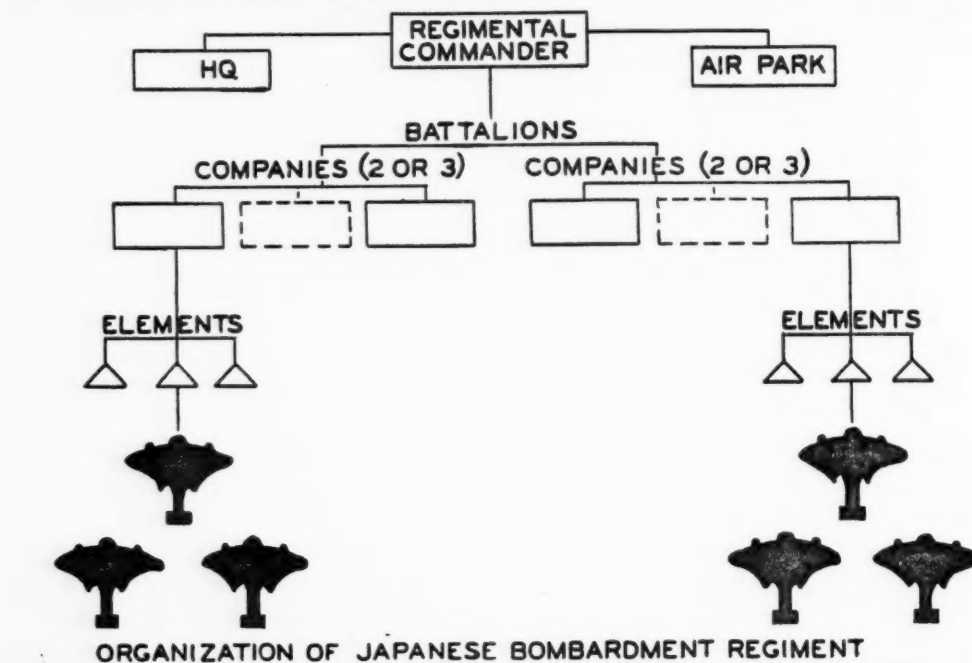 REGIMENTAL
COMMANDER
HQ
AIR PARK
BATTALIONS
COMPANIES (2 OR 3)
COMPANIES (2 OR 3)
ELEMENTS
ELEMENTS
ORGANIZATION OF JAPANESE BOMBARDMENT REGIMENT